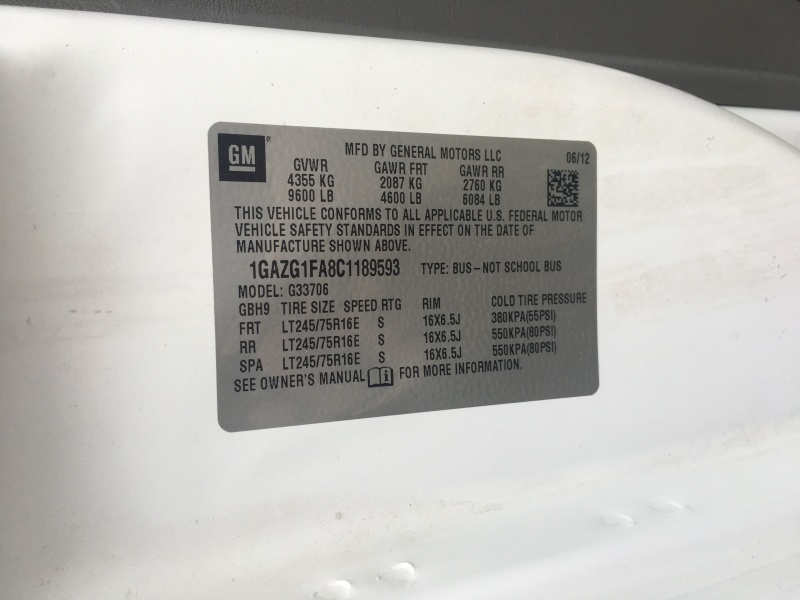 GM
MFD BY GENERAL MOTORS LLC 06/12
GVWR GAWR FRT GAWR RR
4355 KG 2087 KG 2760 KG
9600 LB 4600 LB 6084 LB
THIS VEHICLE CONFORMS TO ALL APPLICABLE U.S. FEDERAL MOTOR
VEHICLE SAFETY STANDARDS IN EFFECT ON THE DATE OF
MANUFACTURE SHOWN ABOVE.
1GAZG1FA8C1189593 TYPE: BUS-NOT SCHOOL BUS
MODEL: G33706
GBH9 TIRE SIZE SPEED RTG RIM COLD TIRE PRESSURE
FRT LT245/75R16E S 16X6.5J 380KPA(55PSI)
RR LT245/75R16E S 16X6.5J 550KPA(80PSI)
SPA LT245/75R16E S 16X6.5J 550KPA(80PSI)
SEE OWNER'S MANUAL i FOR MORE INFORMATION.